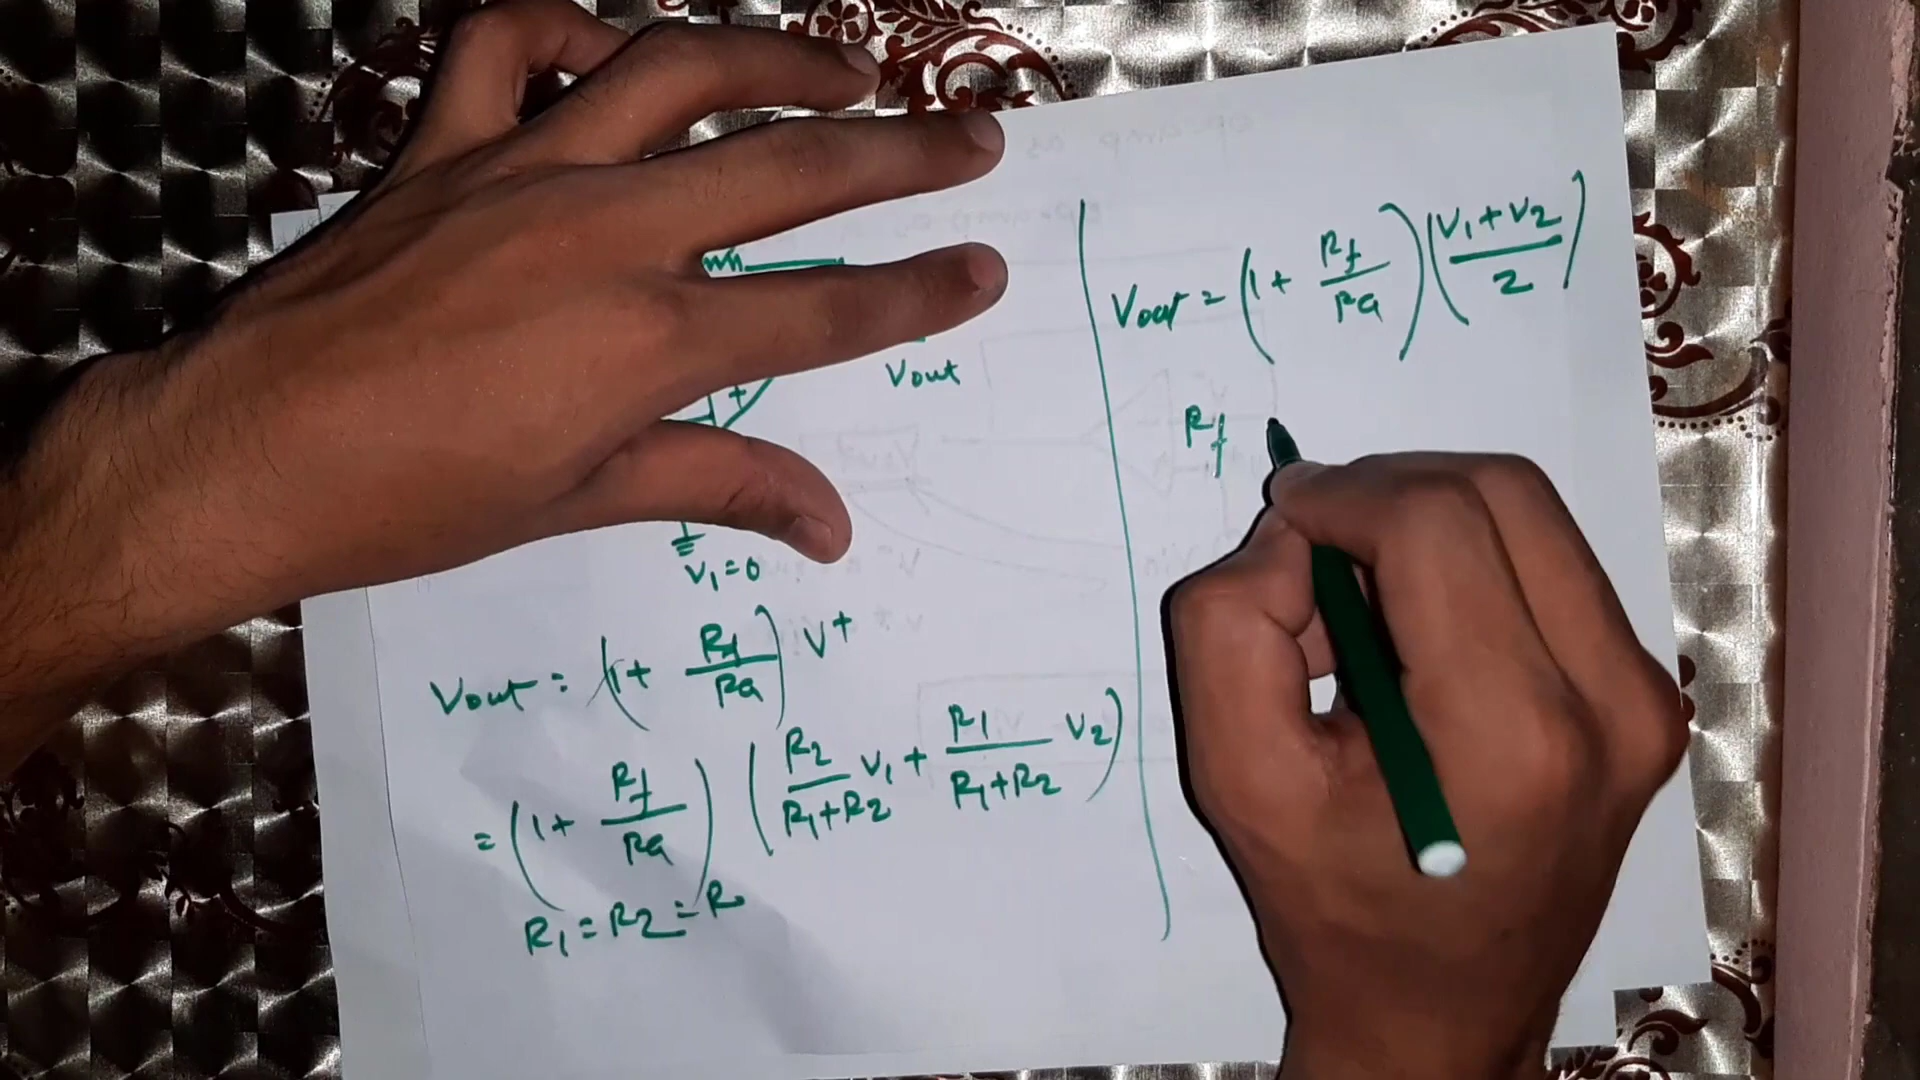 Vout
+
V1=0
Vout = (1+ Rf/Ra) V+
= (1+ Rf/Ra) (R2/R1+R2 V1 + R1/R1+R2 V2)
R1=R2=R
Vout = (1+ Rf/Ra) (V1+V2/2)
Rf